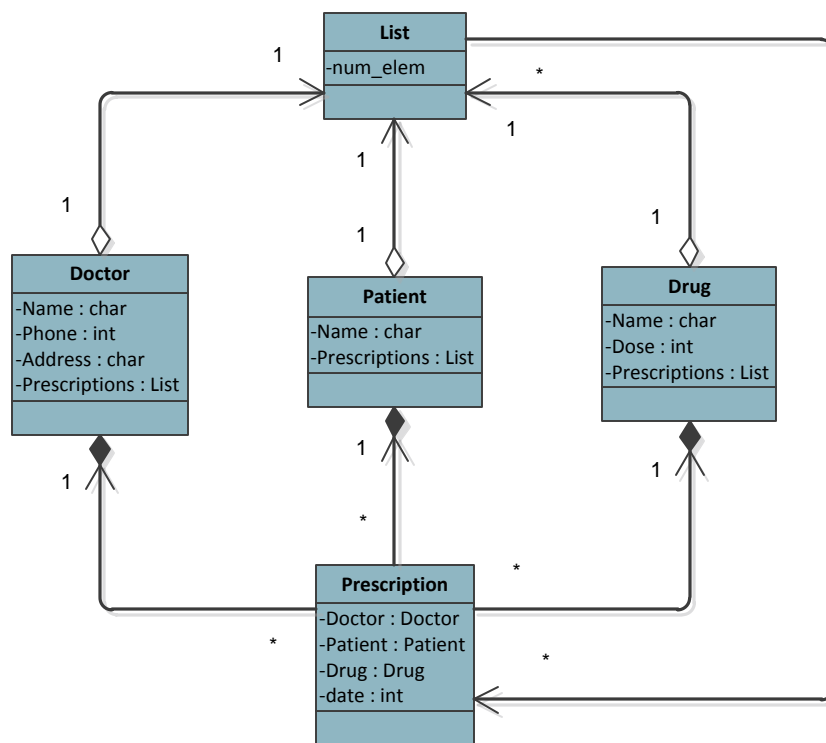 List
-num_elem
1
*
1
1
1
1
1
Doctor
-Name : char
-Phone : int
-Address : char
-Prescriptions : List
Patient
-Name : char
-Prescriptions : List
Drug
-Name : char
-Dose : int
-Prescriptions : List
1
1
1
*
*
*
*
Prescription
-Doctor : Doctor
-Patient : Patient
-Drug : Drug
-date : int